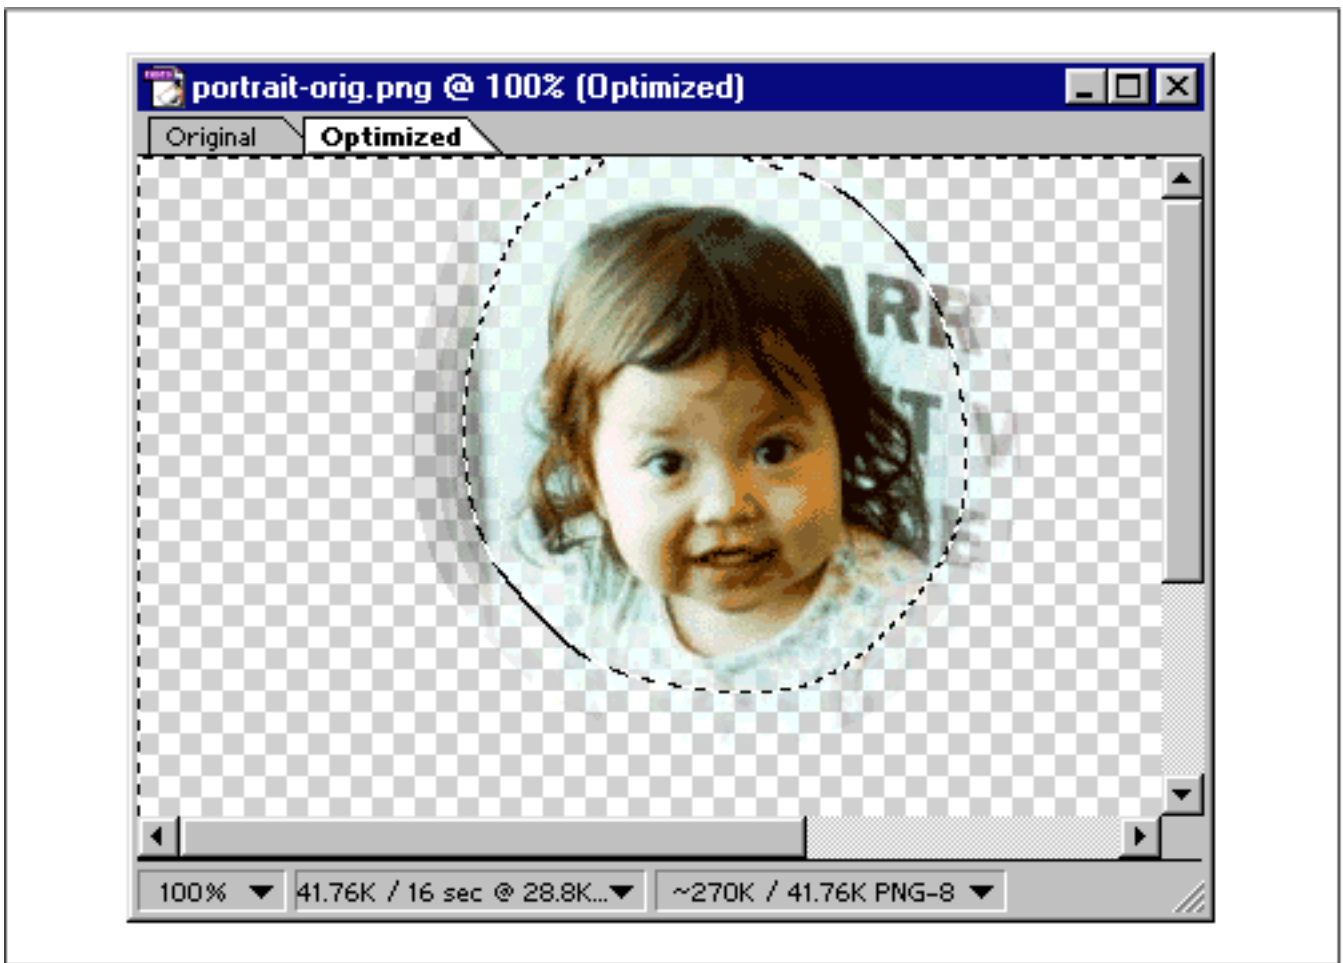 portrait-orig.png @ 100% (Optimized)
Original
Optimized
ARR
T V
E
100%
41.76K / 16 sec @ 28.8K...
~270K / 41.76K PNG-8